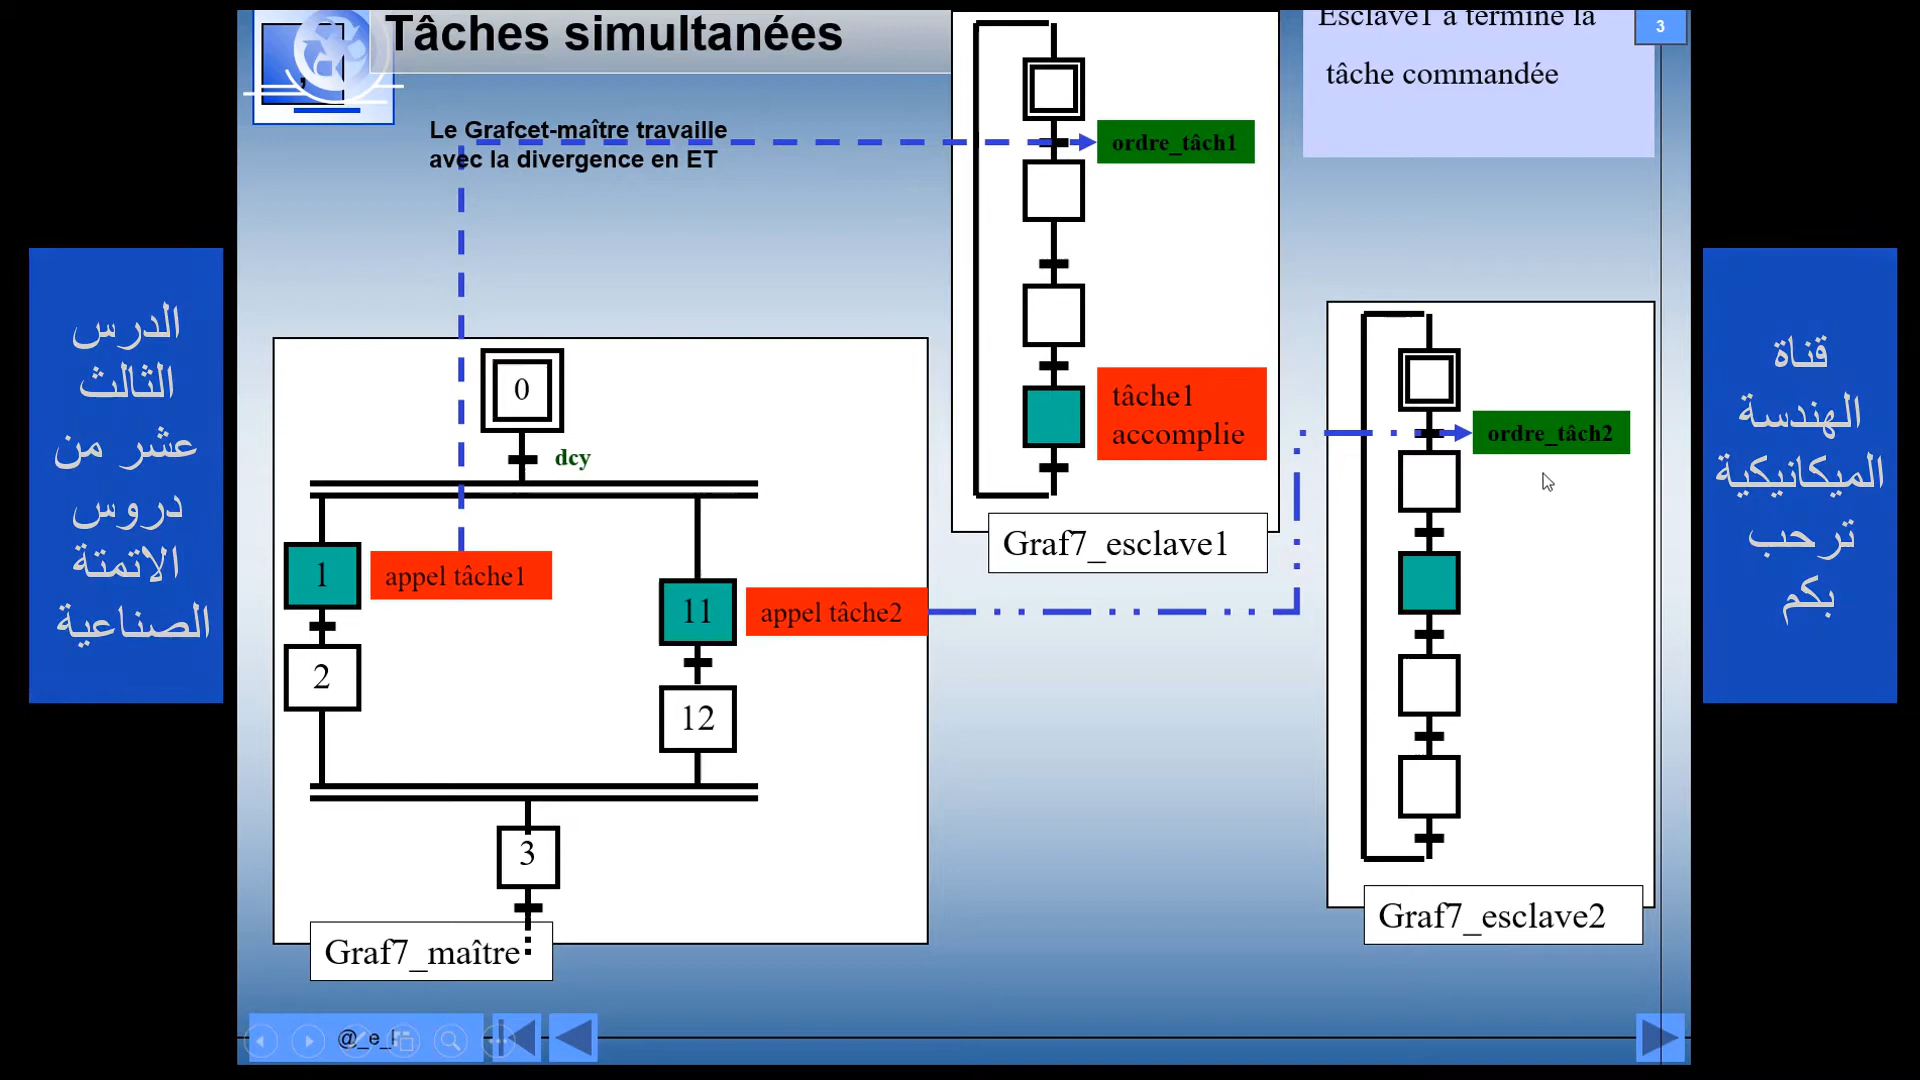 Tâches simultanées
Esclave1 a terminé la
tâche commandée
3
Le Grafcet-maître travaille
avec la divergence en ET
ordre_tâch1
tâche1
accomplie
Graf7_esclave1
0
dcy
1
appel tâche1
2
11
appel tâche2
12
3
Graf7_maître
ordre_tâch2
Graf7_esclave2
الدرس
الثالث
عشر من
دروس
الاتمتة
الصناعية
قناة
الهندسة
الميكانيكية
ترحب
بكم